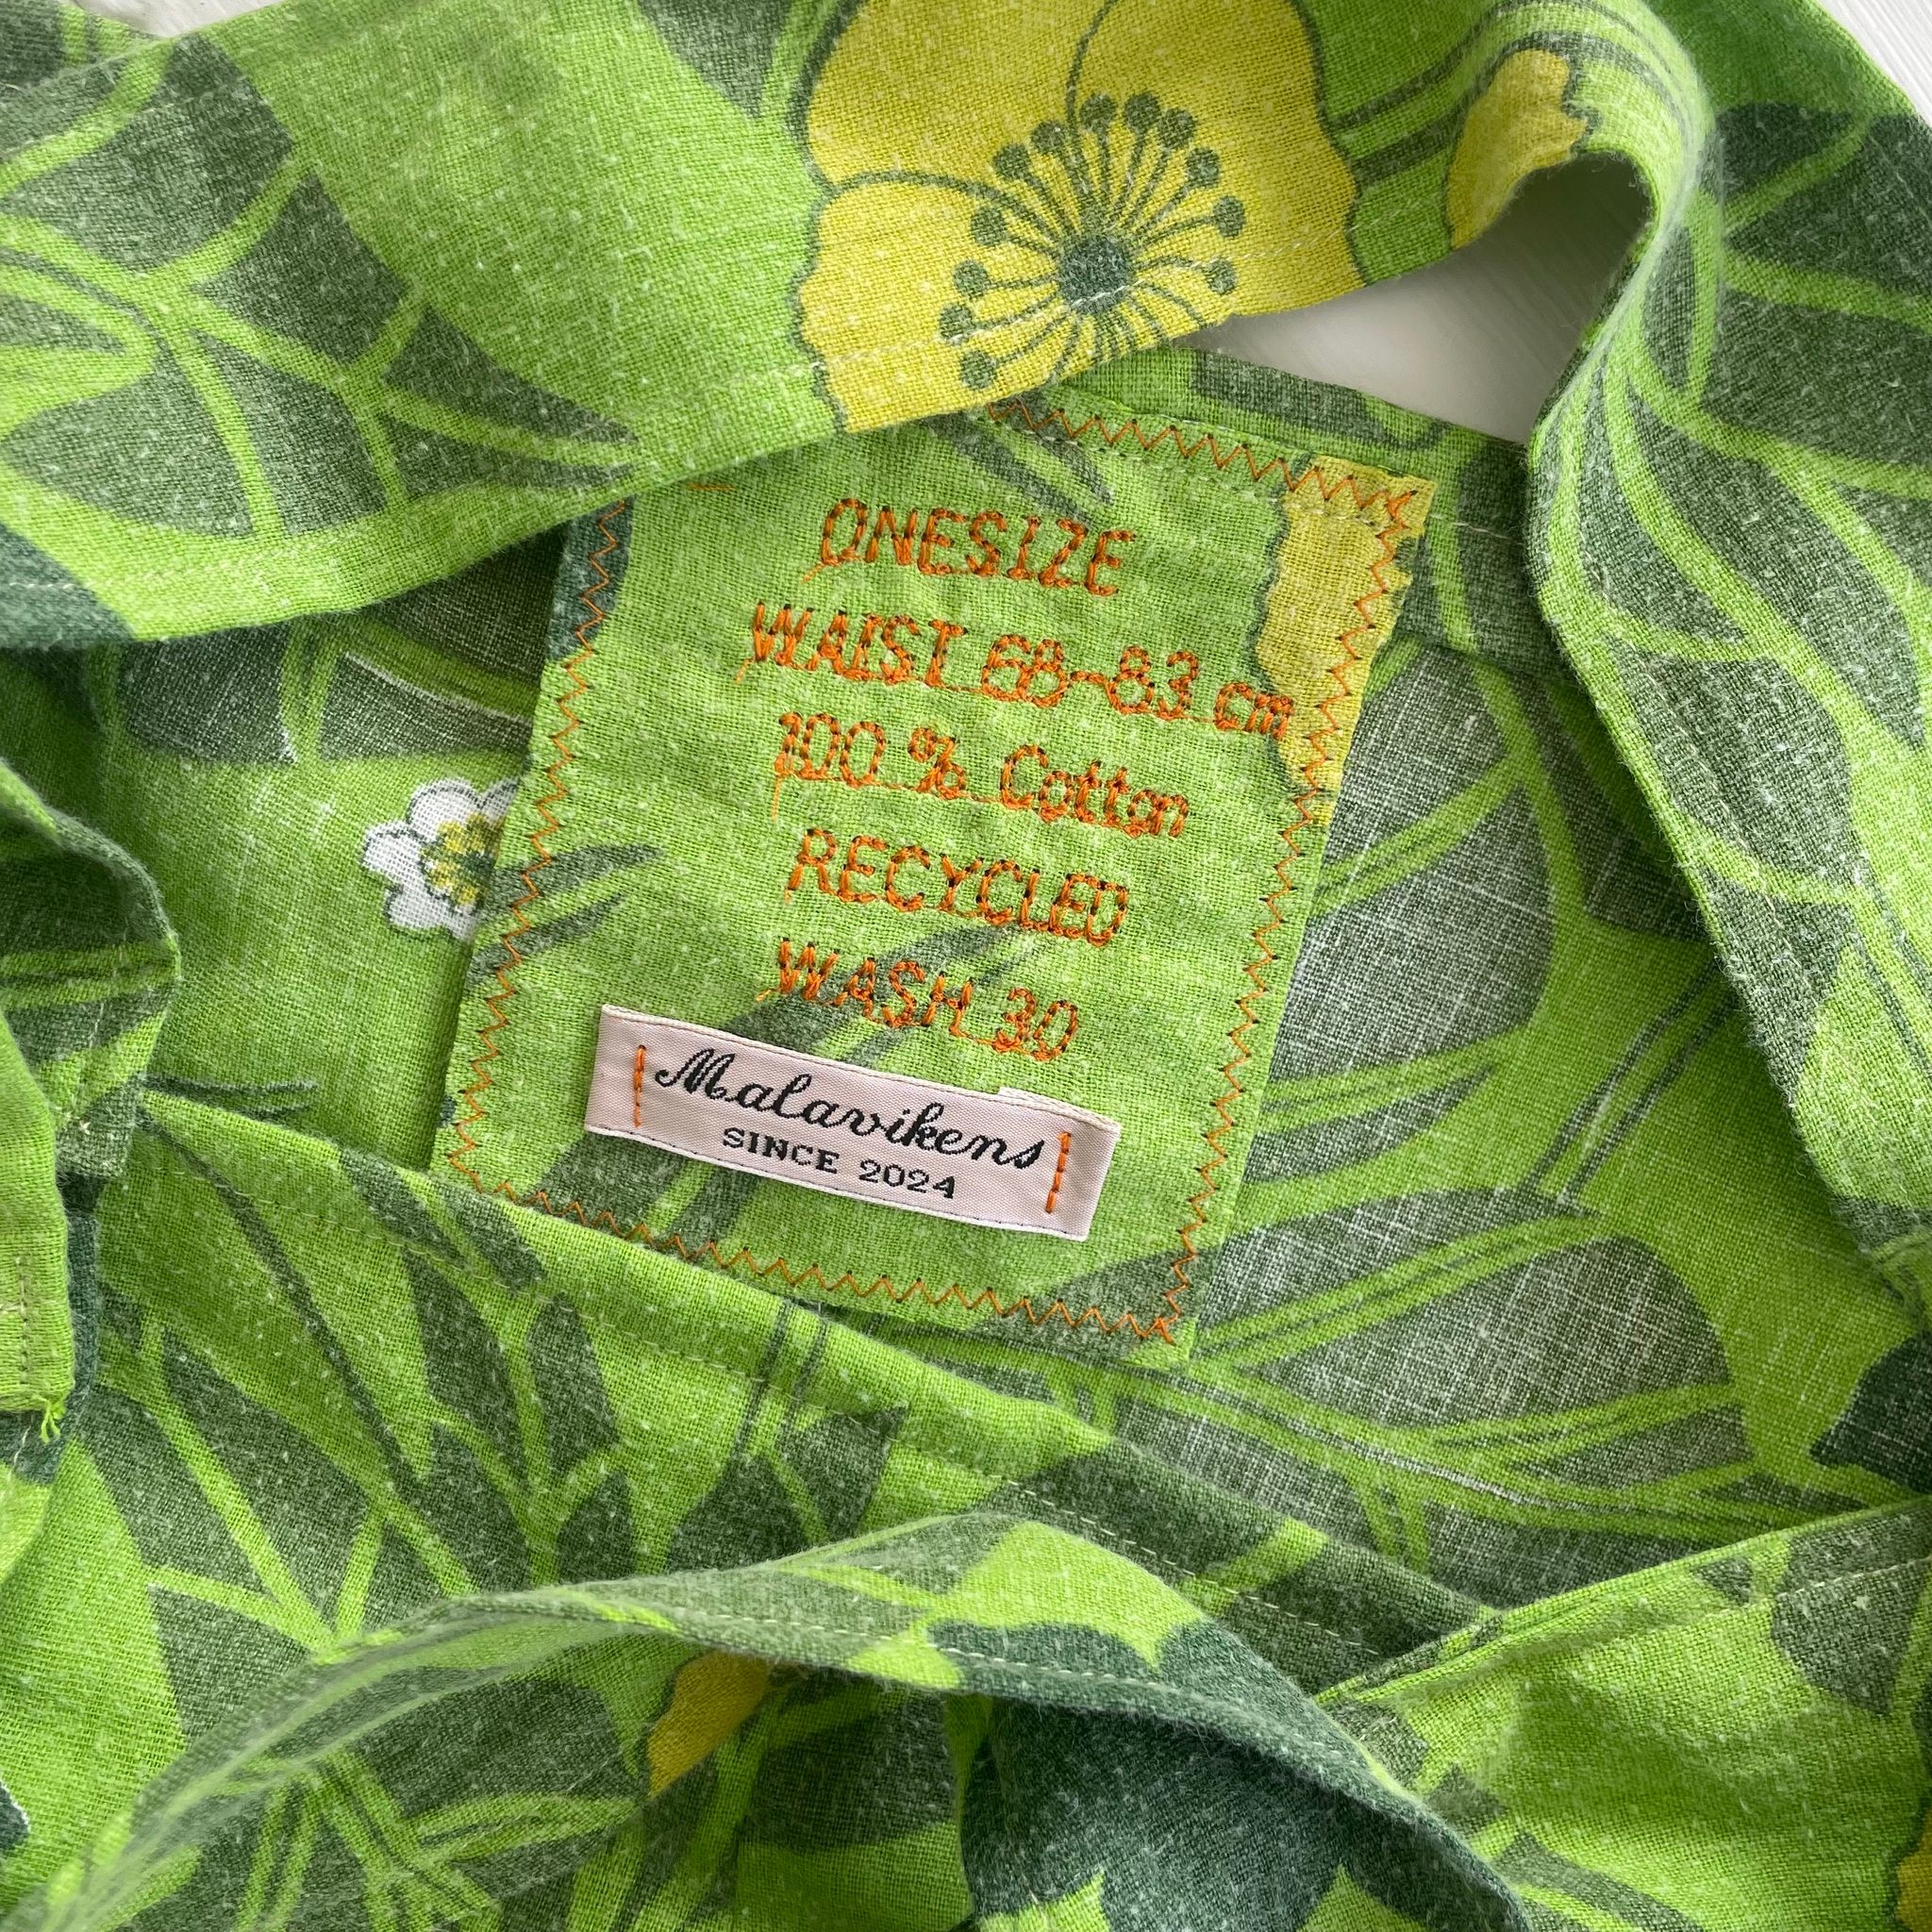 ONESIZE
WAIST 68-83 cm
100 % Cotton
RECYCLED
WASH 30
Malavikens
SINCE 2024